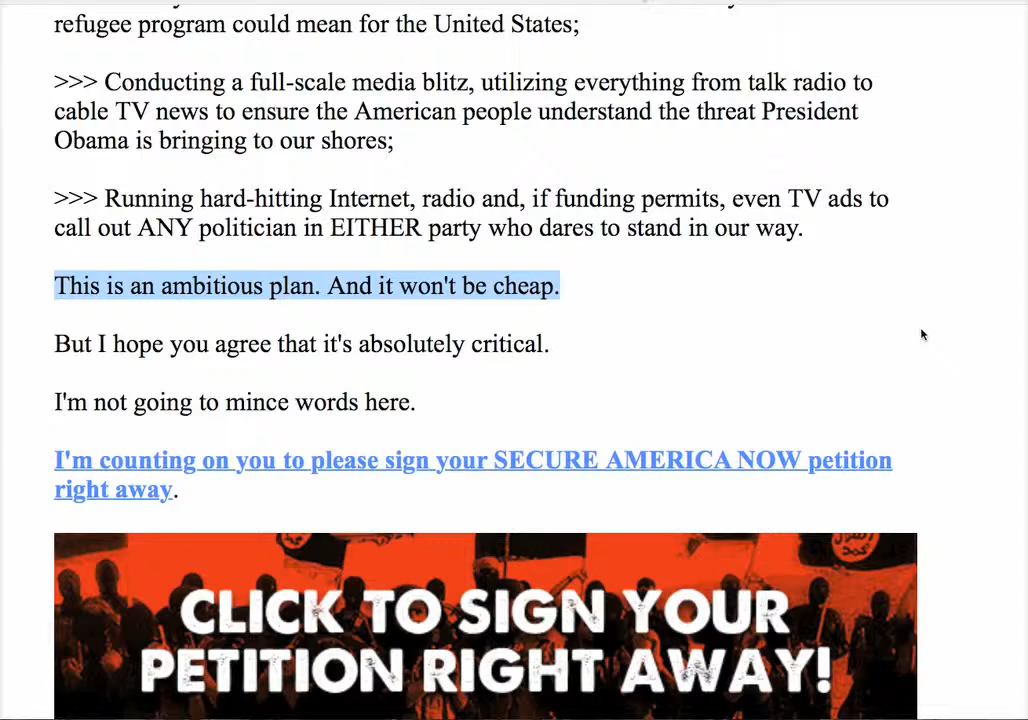 refugee program could mean for the United States;
>>> Conducting a full-scale media blitz, utilizing everything from talk radio to
cable TV news to ensure the American people understand the threat President
Obama is bringing to our shores;
>>> Running hard-hitting Internet, radio and, if funding permits, even TV ads to
call out ANY politician in EITHER party who dares to stand in our way.
This is an ambitious plan. And it won't be cheap.
But I hope you agree that it's absolutely critical.
I'm not going to mince words here.
I'm counting on you to please sign your SECURE AMERICA NOW petition
right away.
CLICK TO SIGN YOUR
PETITION RIGHT AWAY!